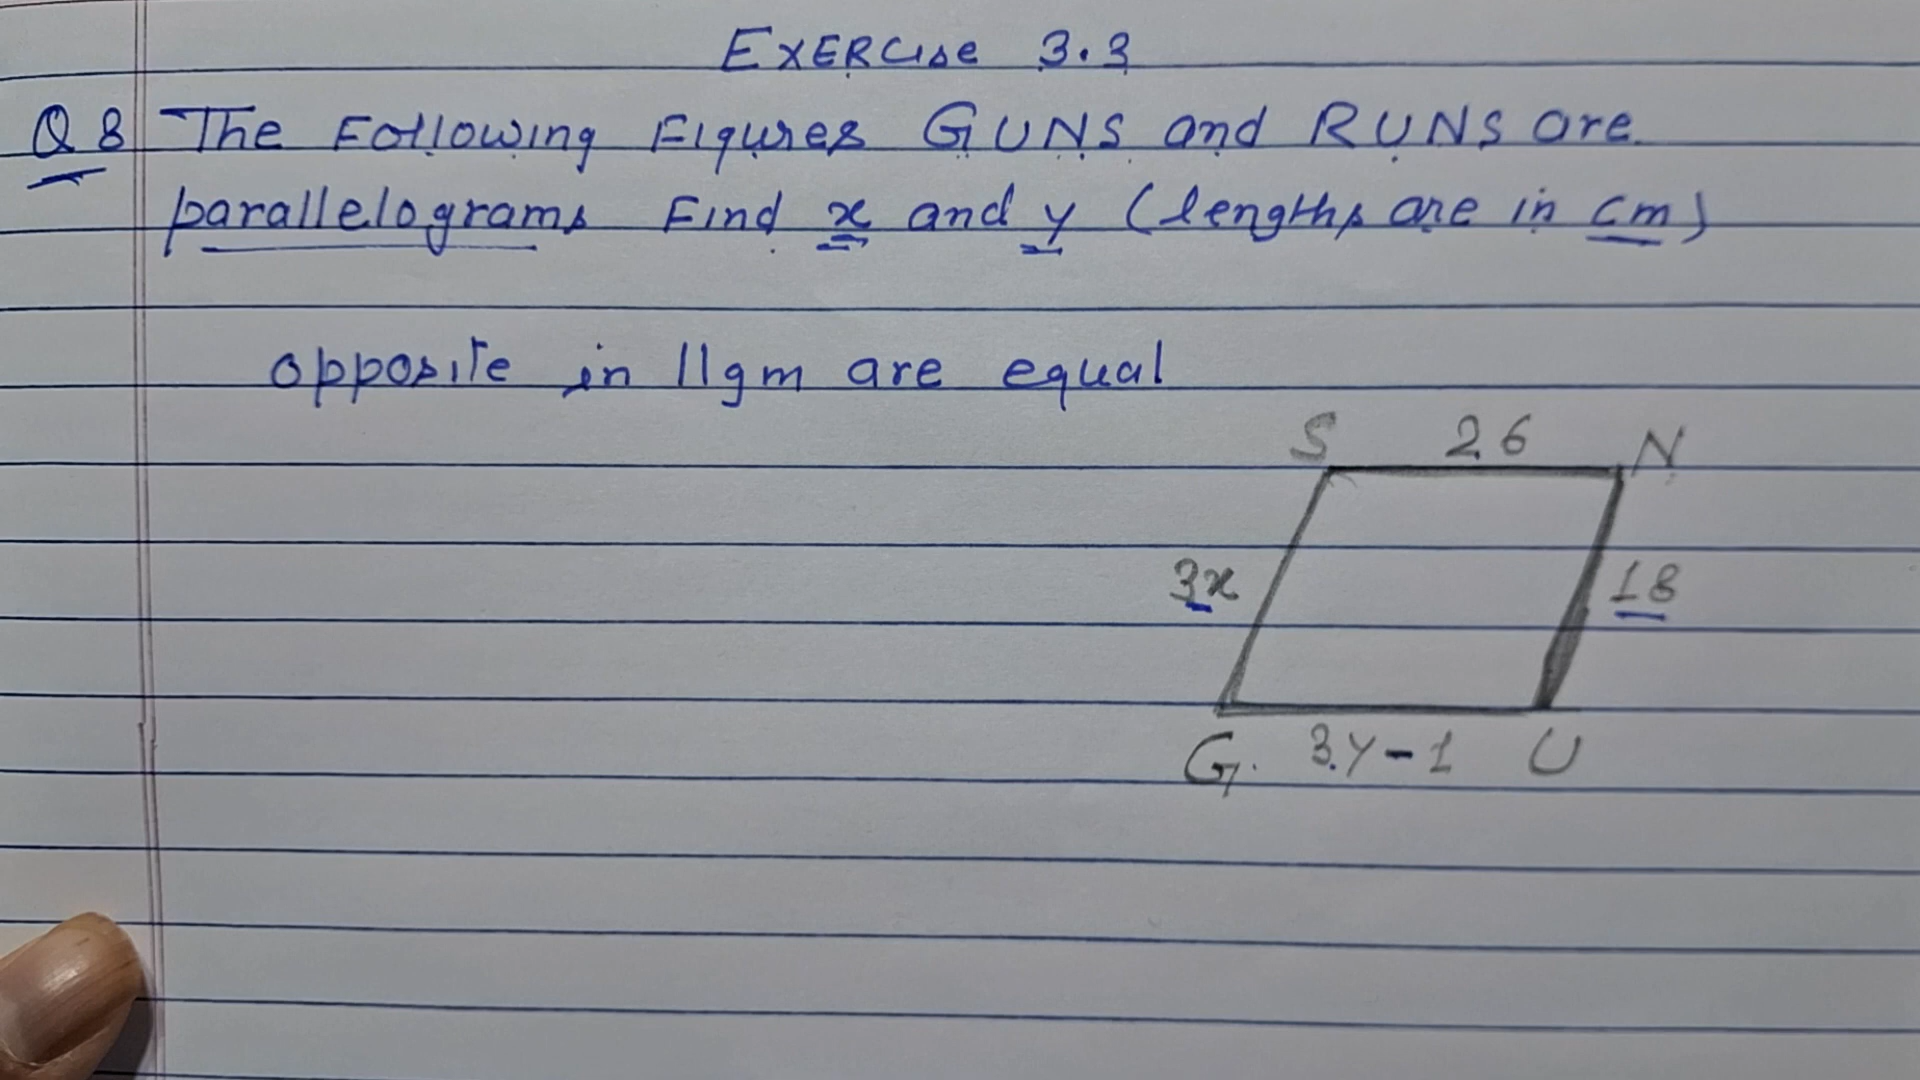 EXERCise 3.3
Q8 The Following Figures GUNS and RUNS are
parallelograms Find x and y (lengths are in cm)
opposite in llgm are equal
S 26 N
3x 18
G. 3.y-1 U